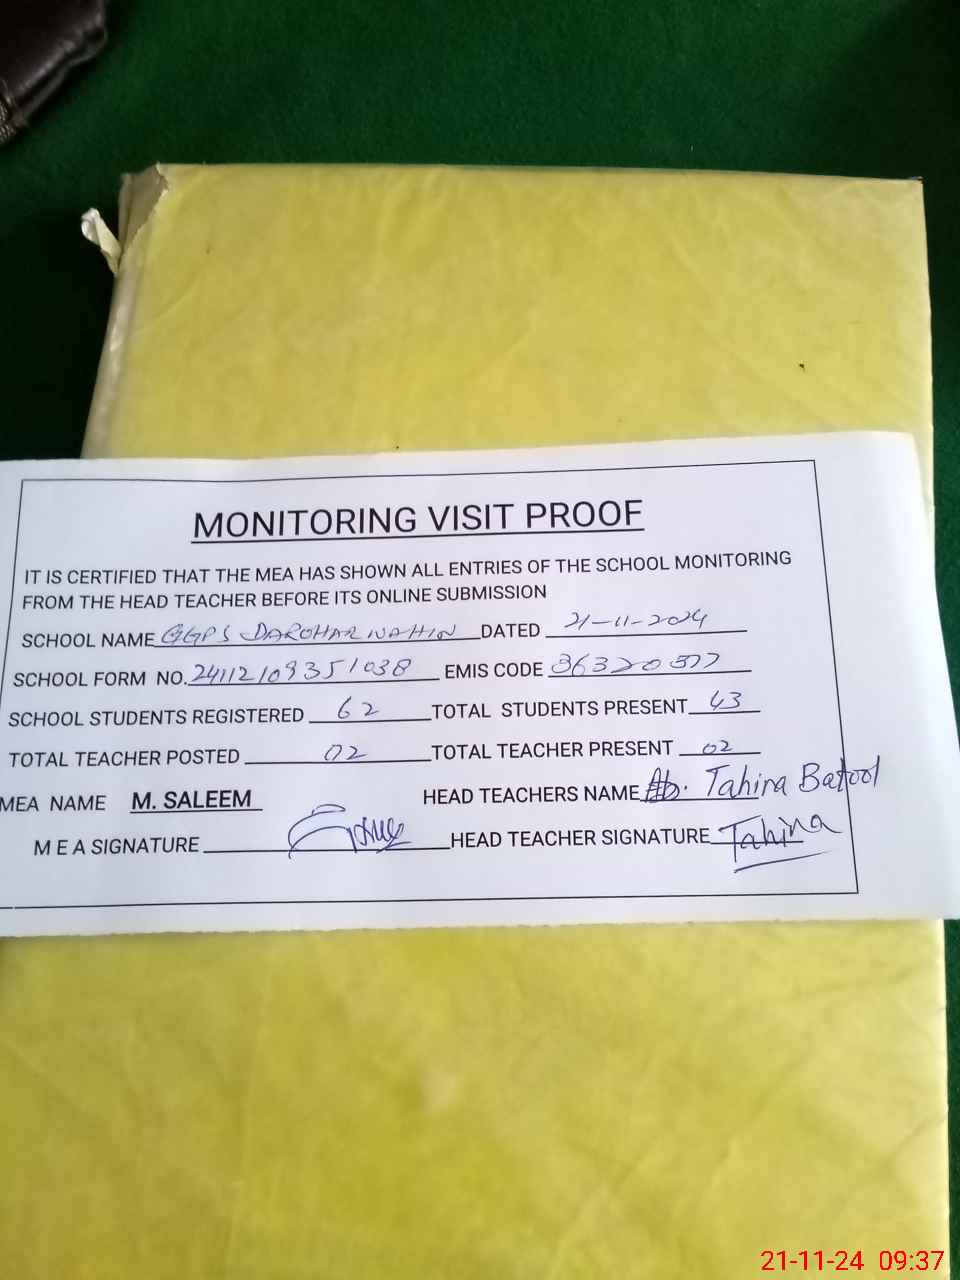 MONITORING VISIT PROOF
IT IS CERTIFIED THAT THE MEA HAS SHOWN ALL ENTRIES OF THE SCHOOL MONITORING
FROM THE HEAD TEACHER BEFORE ITS ONLINE SUBMISSION
SCHOOL NAME GGPS DAROHAR WAHIN DATED 21-11-2024
SCHOOL FORM NO. 24112109351038 EMIS CODE 36320577
SCHOOL STUDENTS REGISTERED 62 TOTAL STUDENTS PRESENT 43
TOTAL TEACHER POSTED 02 TOTAL TEACHER PRESENT 02
MEA NAME M. SALEEM HEAD TEACHERS NAME Tahira Batool
M E A SIGNATURE HEAD TEACHER SIGNATURE Tahira
21-11-24 09:37